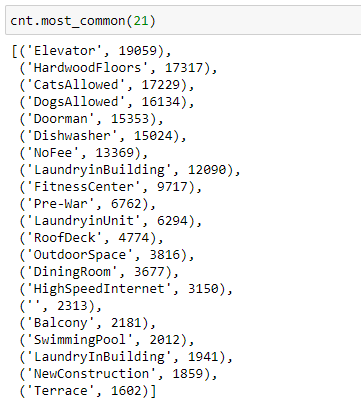 cnt.most_common(21)
[('Elevator', 19059),
('HardwoodFloors', 17317),
('CatsAllowed', 17229),
('DogsAllowed', 16134),
('Doorman', 15353),
('Dishwasher', 15024),
('NoFee', 13369),
('LaundryinBuilding', 12090),
('FitnessCenter', 9717),
('Pre-War', 6762),
('LaundryinUnit', 6294),
('RoofDeck', 4774),
('OutdoorSpace', 3816),
('DiningRoom', 3677),
('HighSpeedInternet', 3150),
('', 2313),
('Balcony', 2181),
('SwimmingPool', 2012),
('LaundryInBuilding', 1941),
('NewConstruction', 1859),
('Terrace', 1602)]